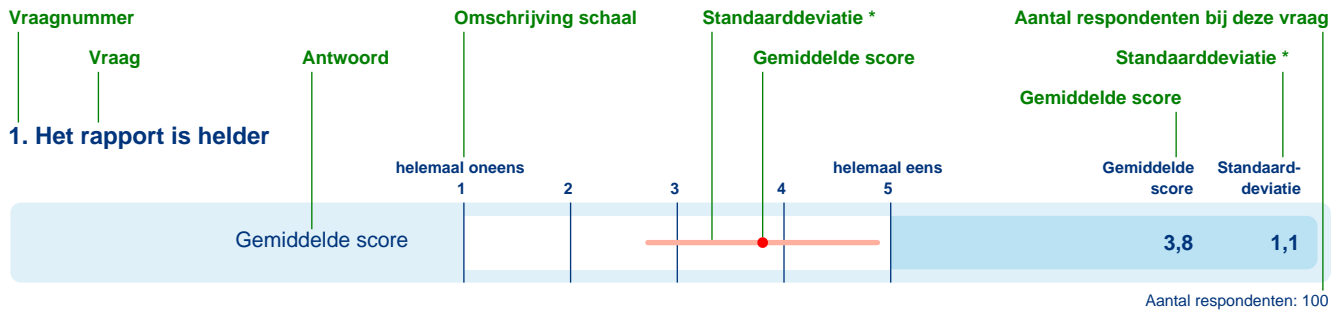 Vraagnummer
Omschrijving schaal
Standaarddeviatie *
Aantal respondenten bij deze vraag
Vraag
Antwoord
Gemiddelde score
Standaarddeviatie *
Gemiddelde score
1. Het rapport is helder
helemaal oneens
helemaal eens
Gemiddelde score
Standaard-deviatie
1 2 3 4 5
Gemiddelde score
3,8 1,1
Aantal respondenten: 100